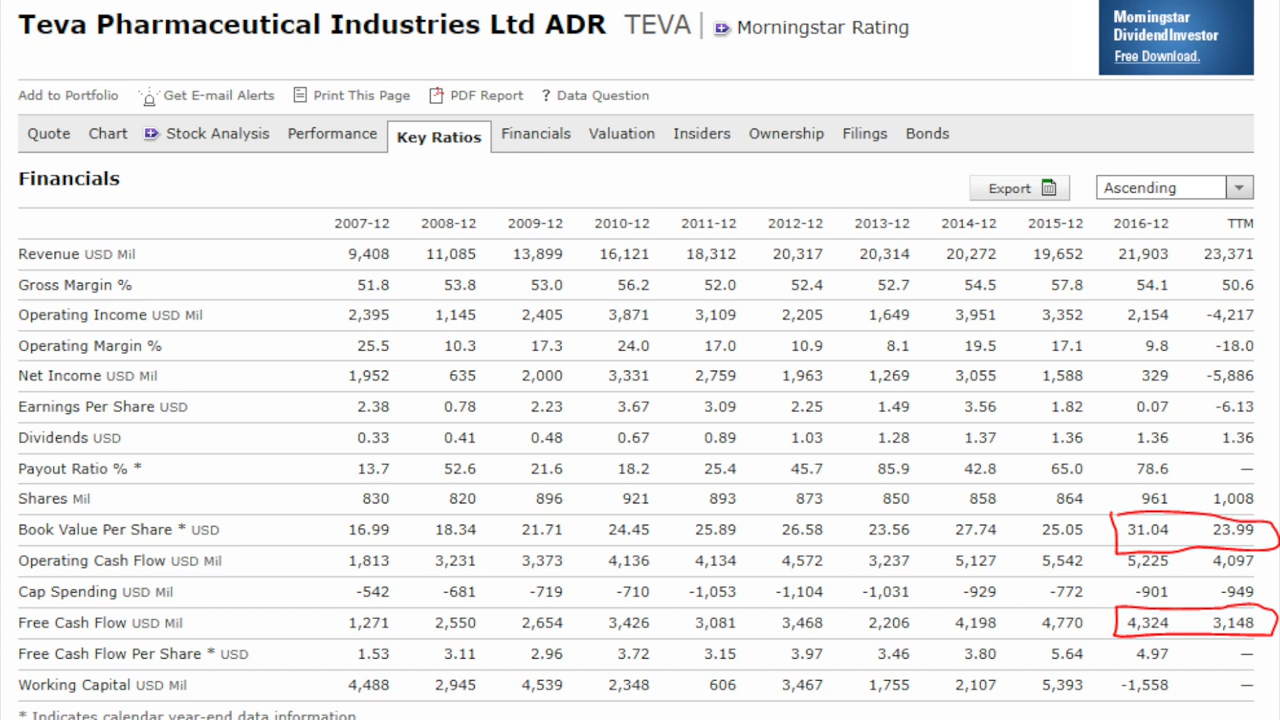 Teva Pharmaceutical Industries Ltd ADR TEVA | Morningstar Rating
Morningstar
DividendInvestor
Free Download.
Add to Portfolio Get E-mail Alerts Print This Page PDF Report ? Data Question
Quote Chart Stock Analysis Performance Key Ratios Financials Valuation Insiders Ownership Filings Bonds
Financials
Export Ascending
2007-12 2008-12 2009-12 2010-12 2011-12 2012-12 2013-12 2014-12 2015-12 2016-12 TTM
Revenue USD Mil 9,408 11,085 13,899 16,121 18,312 20,317 20,314 20,272 19,652 21,903 23,371
Gross Margin % 51.8 53.8 53.0 56.2 52.0 52.4 52.7 54.5 57.8 54.1 50.6
Operating Income USD Mil 2,395 1,145 2,405 3,871 3,109 2,205 1,649 3,951 3,352 2,154 -4,217
Operating Margin % 25.5 10.3 17.3 24.0 17.0 10.9 8.1 19.5 17.1 9.8 -18.0
Net Income USD Mil 1,952 635 2,000 3,331 2,759 1,963 1,269 3,055 1,588 329 -5,886
Earnings Per Share USD 2.38 0.78 2.23 3.67 3.09 2.25 1.49 3.56 1.82 0.07 -6.13
Dividends USD 0.33 0.41 0.48 0.67 0.89 1.03 1.28 1.37 1.36 1.36 1.36
Payout Ratio % * 13.7 52.6 21.6 18.2 25.4 45.7 85.9 42.8 65.0 78.6 —
Shares Mil 830 820 896 921 893 873 850 858 864 961 1,008
Book Value Per Share * USD 16.99 18.34 21.71 24.45 25.89 26.58 23.56 27.74 25.05 31.04 23.99
Operating Cash Flow USD Mil 1,813 3,231 3,373 4,136 4,134 4,572 3,237 5,127 5,542 5,225 4,097
Cap Spending USD Mil -542 -681 -719 -710 -1,053 -1,104 -1,031 -929 -772 -901 -949
Free Cash Flow USD Mil 1,271 2,550 2,654 3,426 3,081 3,468 2,206 4,198 4,770 4,324 3,148
Free Cash Flow Per Share * USD 1.53 3.11 2.96 3.72 3.15 3.97 3.46 3.80 5.64 4.97 —
Working Capital USD Mil 4,488 2,945 4,539 2,348 606 3,467 1,755 2,107 5,393 -1,558 —
* Indicates calendar year-end data information